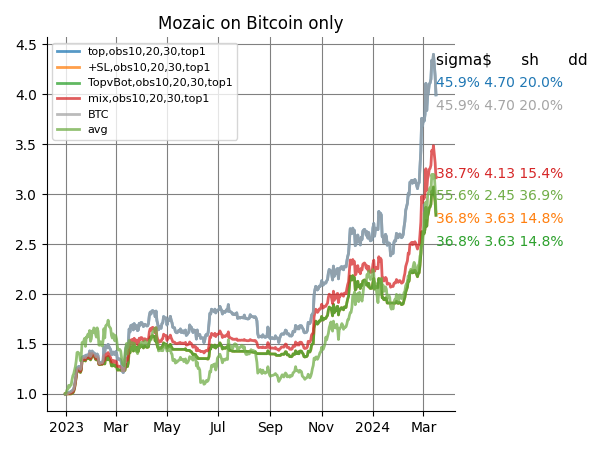 Mozaic on Bitcoin only
4.5
4.0
3.5
3.0
2.5
2.0
1.5
1.0
top,obs10,20,30,top1
+SL,obs10,20,30,top1
TopvBot,obs10,20,30,top1
mix,obs10,20,30,top1
BTC
avg
sigma$ sh dd
45.9% 4.70 20.0%
45.9% 4.70 20.0%
38.7% 4.13 15.4%
55.6% 2.45 36.9%
36.8% 3.63 14.8%
36.8% 3.63 14.8%
2023 Mar May Jul Sep Nov 2024 Mar